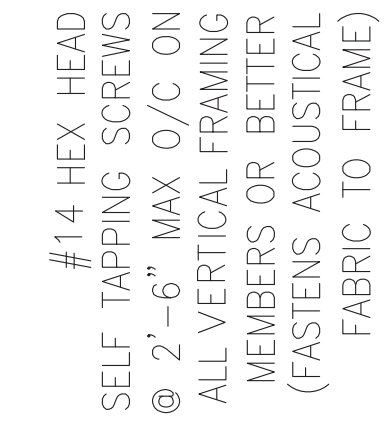 #14 HEX HEAD
SELF TAPPING SCREWS
@ 2'-6" MAX O/C ON
ALL VERTICAL FRAMING
MEMBERS OR BETTER
(FASTENS ACOUSTICAL
FABRIC TO FRAME)